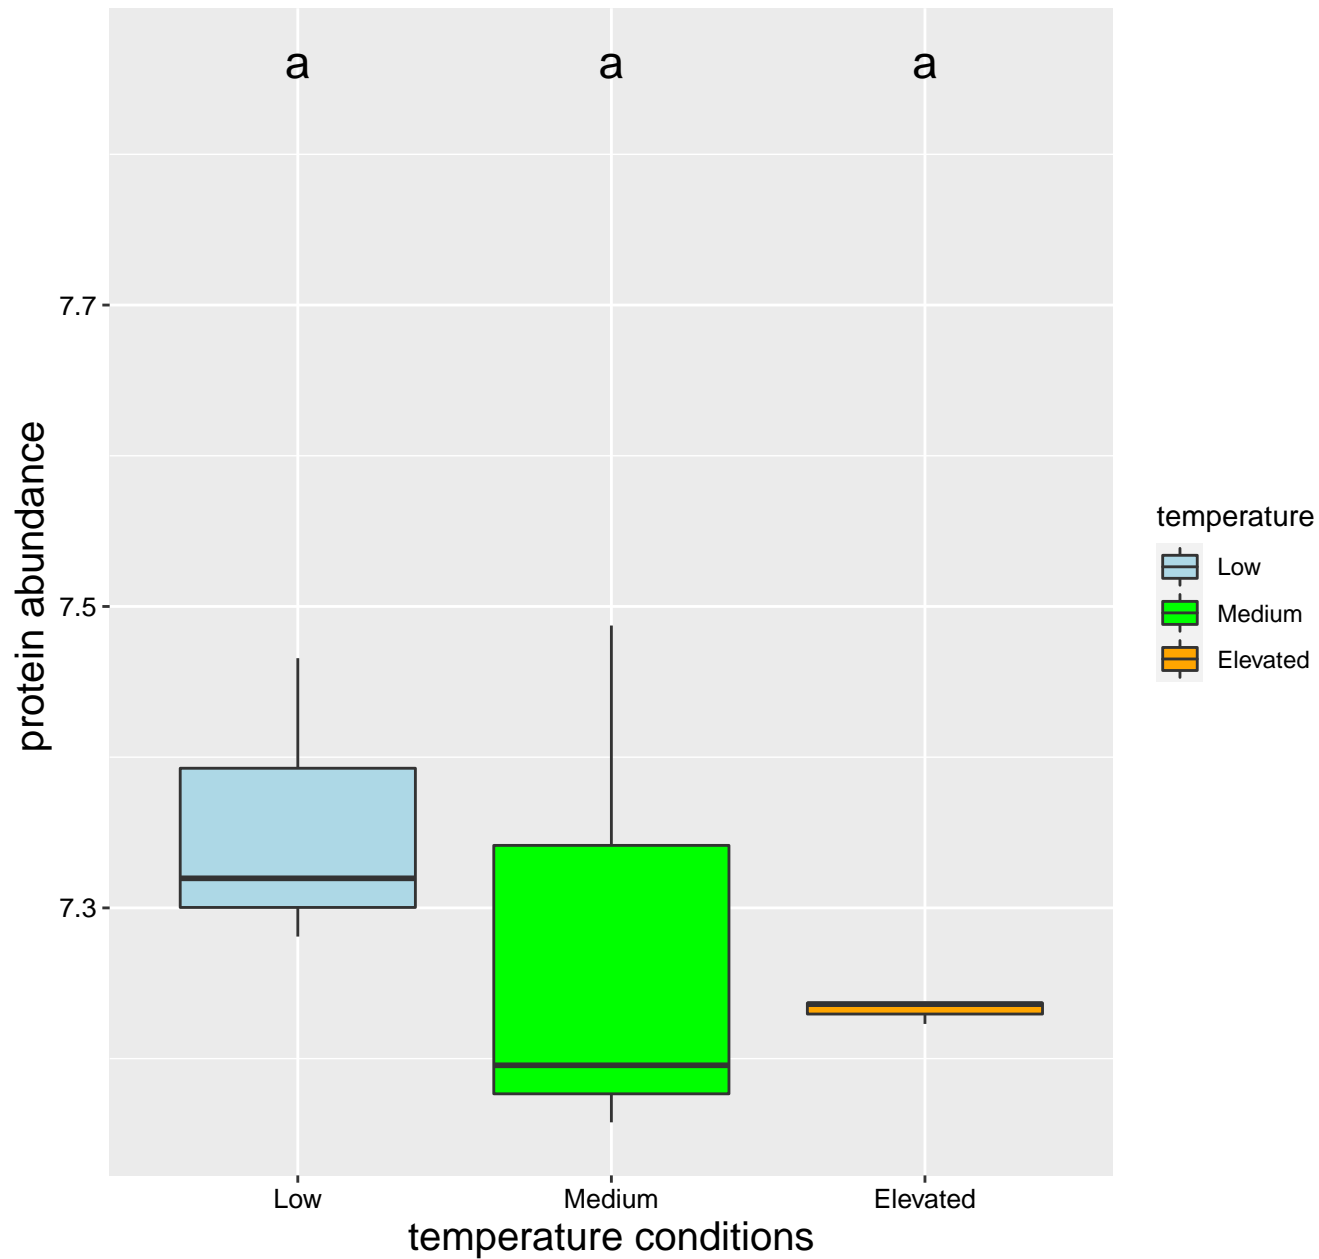 a a a
7.7
7.5
7.3
protein abundance
Low Medium Elevated
temperature conditions
temperature
Low
Medium
Elevated